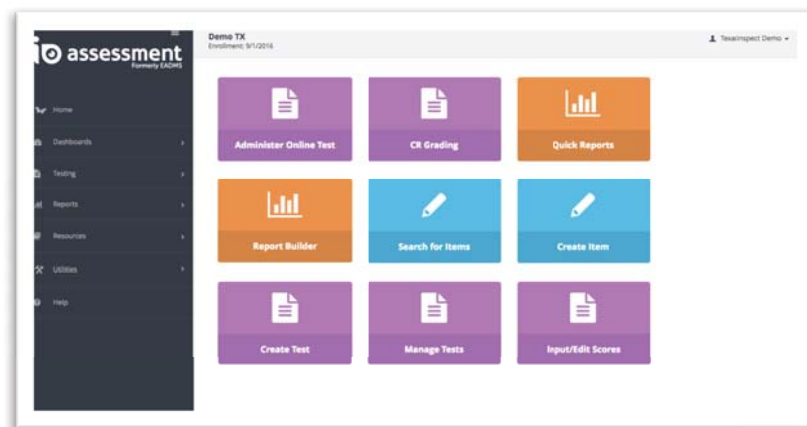 io assessment
Formerly EADMS
Home
Dashboards
Testing
Reports
Resources
Utilities
Help
Demo TX
Enrollment: 9/1/2016
Texainspect Demo
Administer Online Test
CR Grading
Quick Reports
Report Builder
Search for Items
Create Item
Create Test
Manage Tests
Input/Edit Scores